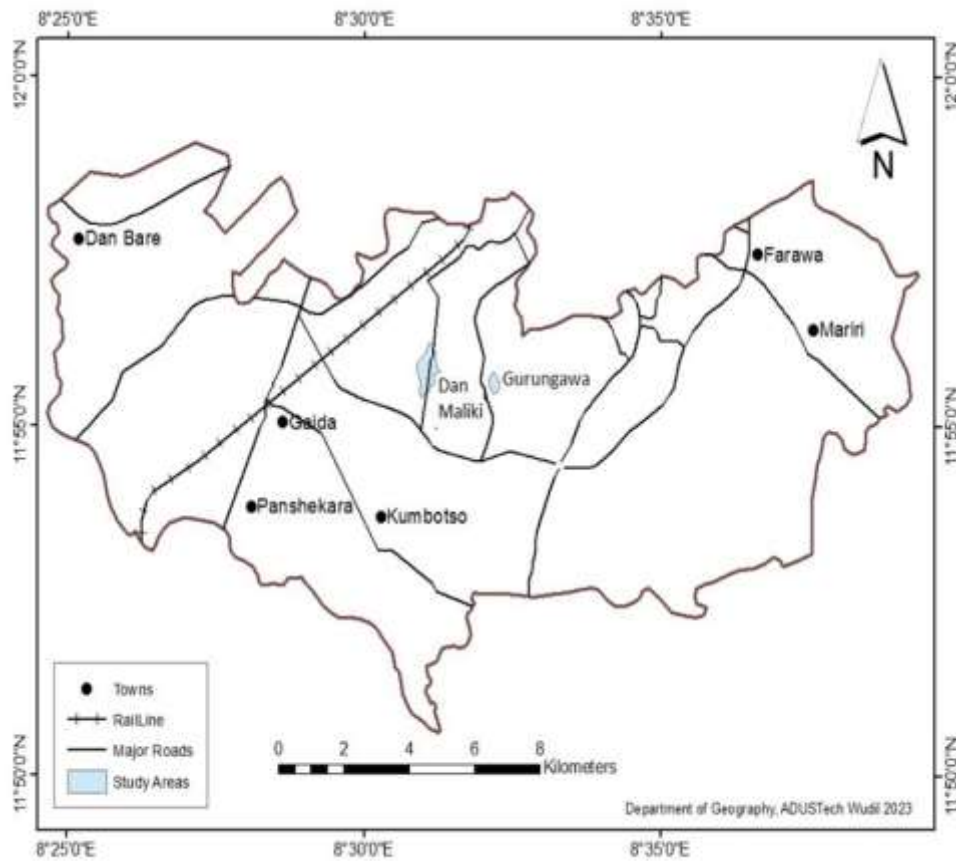 8°25'0"E
8°30'0"E
8°35'0"E
12°0'0"N
12°0'0"N
N
Dan Bare
Farawa
Mariri
Dan
Maliki
Gurungawa
11°55'0"N
11°55'0"N
Gaida
Panshekara
Kumbotso
Towns
RailLine
Major Roads
Study Areas
0 2 4 6 8
Kilometers
11°50'0"N
11°50'0"N
Department of Geography, ADUSTech Wudil 2023
8°25'0"E
8°30'0"E
8°35'0"E